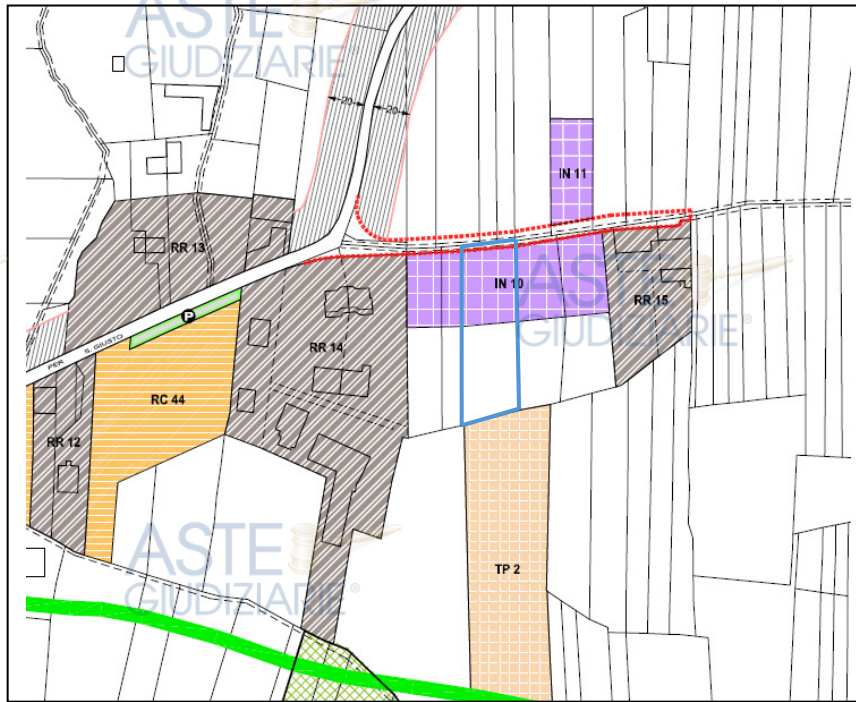 ASTE
GIUDIZIARIE®
20
20
IN 11
RR 13
ASTE
IN 10
GIUDIZIARIE®
RR 15
P
PER S. GIUSTO
RR 14
RC 44
RR 12
ASTE
GIUDIZIARIE®
TP 2